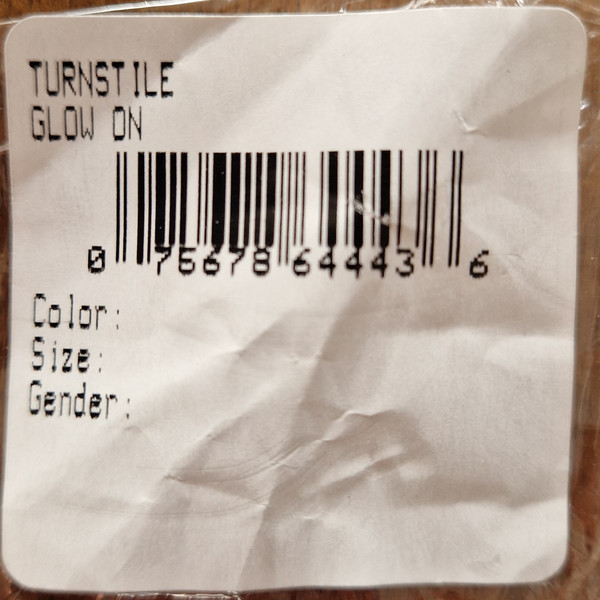 TURNSTILE
GLOW ON
0 75678 64443 6
Color:
Size:
Gender: